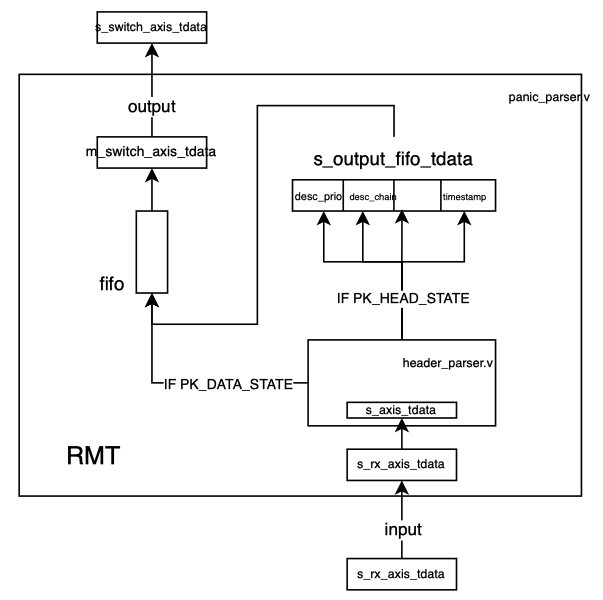 s_switch_axis_tdata
panic_parser.v
output
m_switch_axis_tdata
s_output_fifo_tdata
desc_prio desc_chain timestamp
fifo
IF PK_HEAD_STATE
header_parser.v
IF PK_DATA_STATE
s_axis_tdata
RMT
s_rx_axis_tdata
input
s_rx_axis_tdata